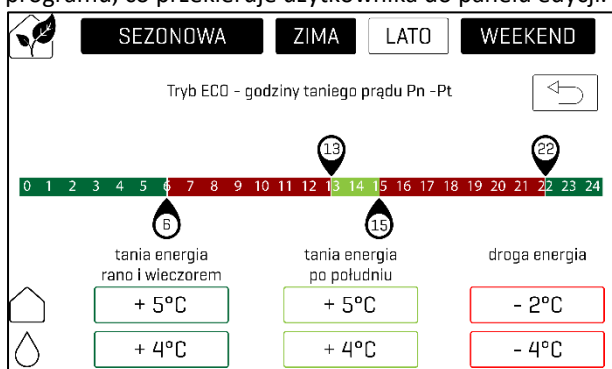 programu, co przekieruje użytkownika do panelu edycji.
SEZONOWA ZIMA LATO WEEKEND
Tryb ECO - godziny taniego prądu Pn -Pt
13 22
0 1 2 3 4 5 6 7 8 9 10 11 12 13 14 15 16 17 18 19 20 21 22 23 24
6 15
tania energia tania energia droga energia
rano i wieczorem po południu
+ 5°C + 5°C - 2°C
+ 4°C + 4°C - 4°C